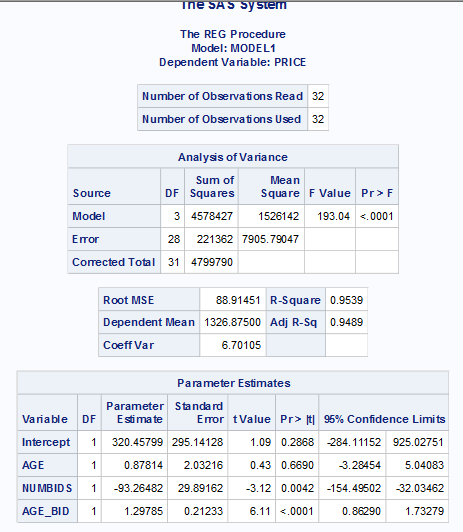 The SAS System
The REG Procedure
Model: MODEL1
Dependent Variable: PRICE
Number of Observations Read 32
Number of Observations Used 32
Analysis of Variance
Source DF Sum of Squares Mean Square F Value Pr > F
Model 3 4578427 1526142 193.04 <.0001
Error 28 221362 7905.79047
Corrected Total 31 4799790
Root MSE 88.91451 R-Square 0.9539
Dependent Mean 1326.87500 Adj R-Sq 0.9489
Coeff Var 6.70105
Parameter Estimates
Variable DF Parameter Estimate Standard Error t Value Pr > |t| 95% Confidence Limits
Intercept 1 320.45799 295.14128 1.09 0.2868 -284.11152 925.02751
AGE 1 0.87814 2.03216 0.43 0.6690 -3.28454 5.04083
NUMBIDS 1 -93.26482 29.89162 -3.12 0.0042 -154.49502 -32.03462
AGE_BID 1 1.29785 0.21233 6.11 <.0001 0.86290 1.73279